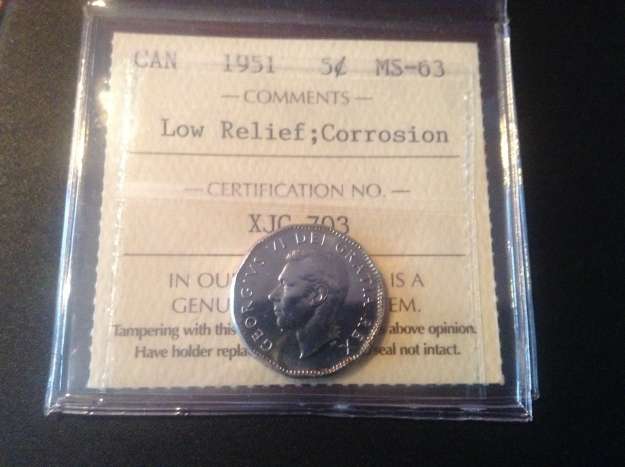 CAN 1951 5¢ MS-63
— COMMENTS —
Low Relief;Corrosion
— CERTIFICATION NO. —
XJC 703
IN OU IS A
GENU EM.
Tampering with this above opinion.
Have holder repla seal not intact.
GEORGIVS VI DEI GRATIA REX